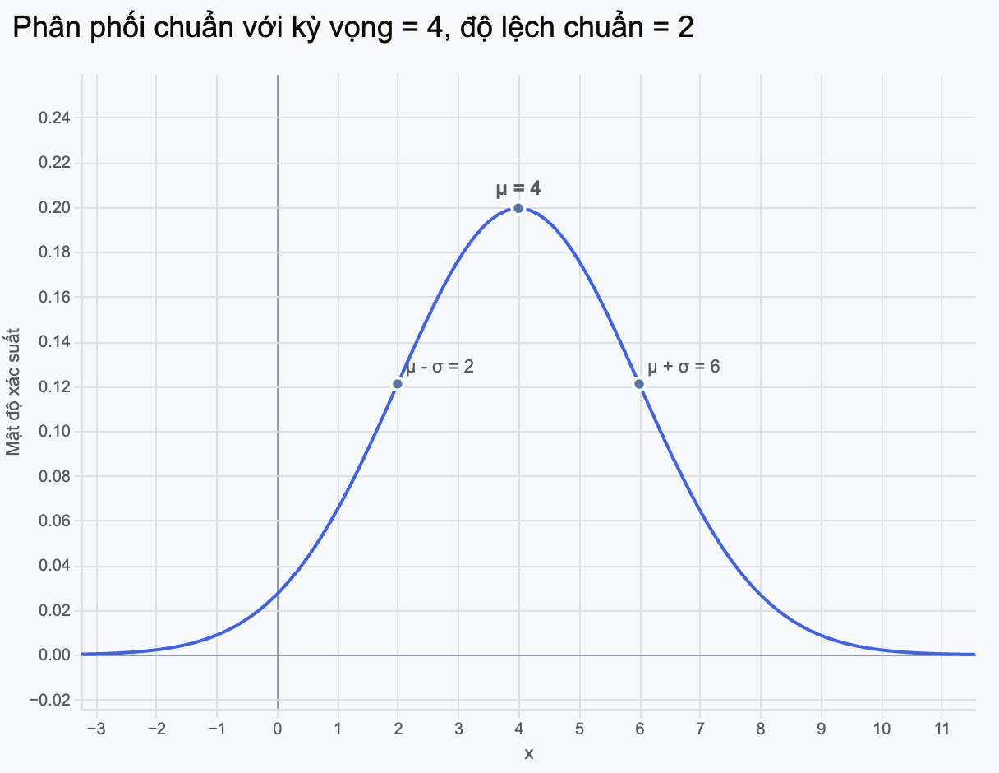 Phân phối chuẩn với kỳ vọng = 4, độ lệch chuẩn = 2
0.24
0.22
0.20
0.18
0.16
0.14
0.12
0.10
0.08
0.06
0.04
0.02
0.00
−0.02
Mật độ xác suất
μ = 4
μ - σ = 2
μ + σ = 6
−3 −2 −1 0 1 2 3 4 5 6 7 8 9 10 11
x